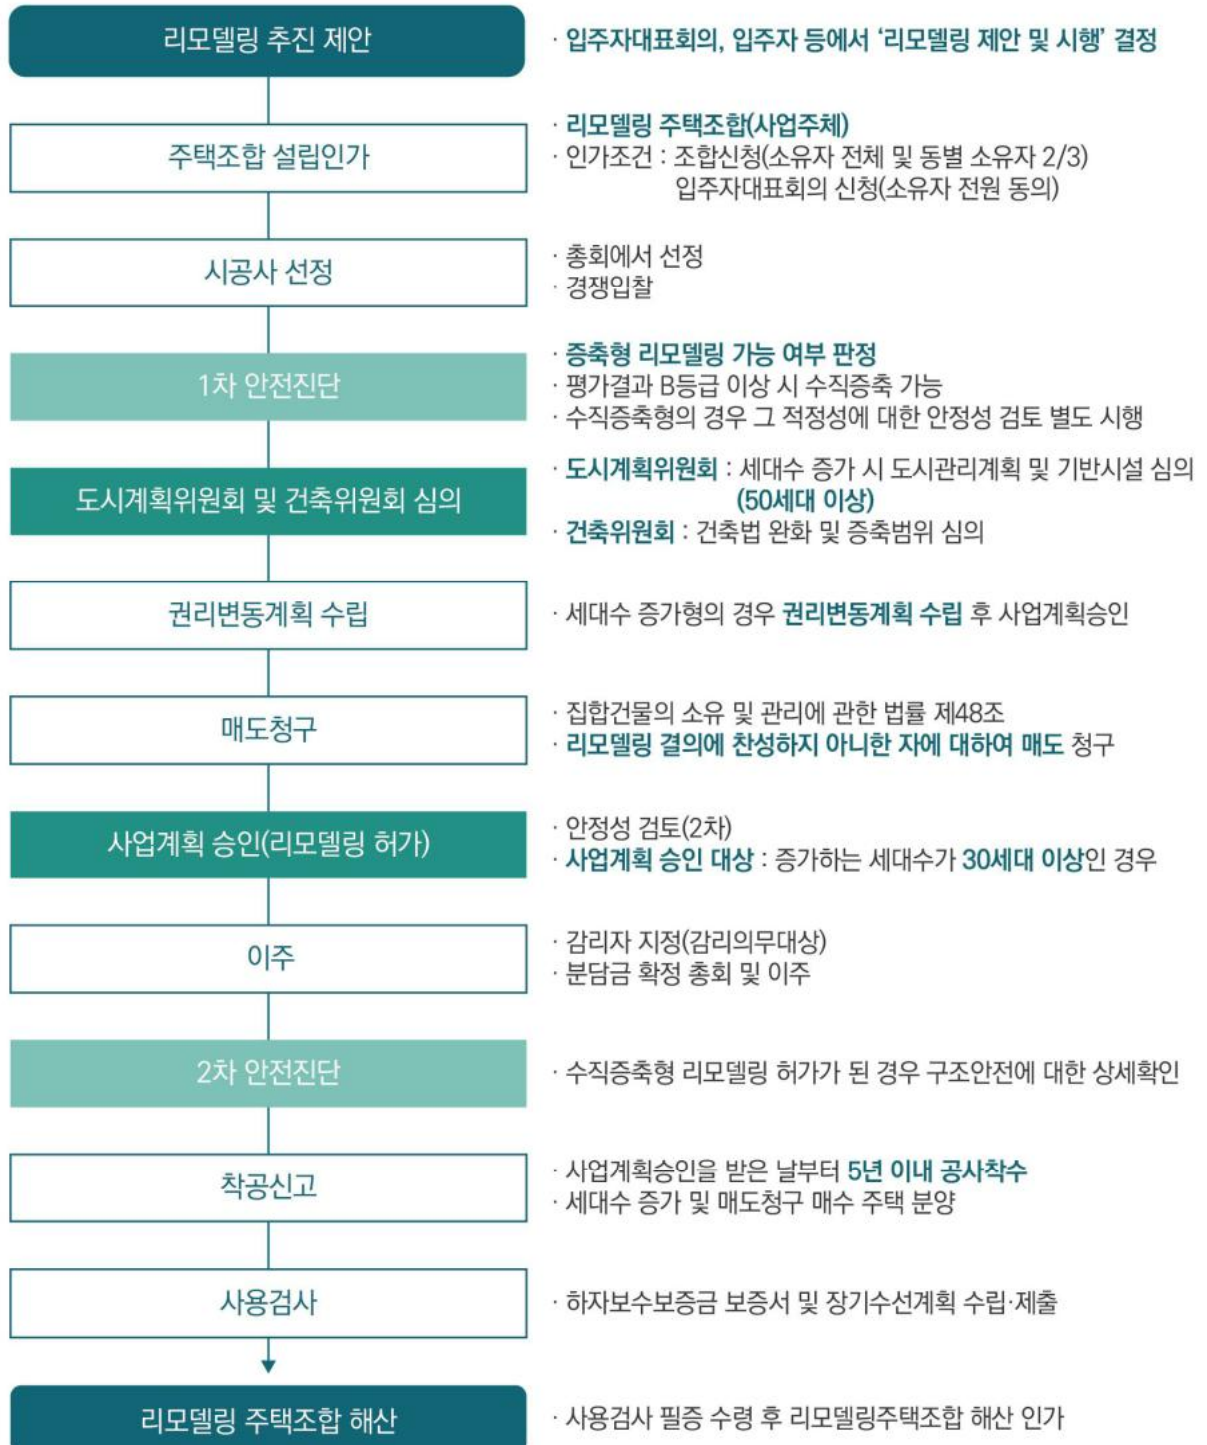 리모델링 추진 제안
· 입주자대표회의, 입주자 등에서 ‘리모델링 제안 및 시행’ 결정
주택조합 설립인가
· 리모델링 주택조합(사업주체)
· 인가조건 : 조합신청(소유자 전체 및 동별 소유자 2/3)
입주자대표회의 신청(소유자 전원 동의)
시공사 선정
· 총회에서 선정
· 경쟁입찰
1차 안전진단
· 증축형 리모델링 가능 여부 판정
· 평가결과 B등급 이상 시 수직증축 가능
· 수직증축형의 경우 그 적정성에 대한 안정성 검토 별도 시행
도시계획위원회 및 건축위원회 심의
· 도시계획위원회 : 세대수 증가 시 도시관리계획 및 기반시설 심의
(50세대 이상)
· 건축위원회 : 건축법 완화 및 증축범위 심의
권리변동계획 수립
· 세대수 증가형의 경우 권리변동계획 수립 후 사업계획승인
매도청구
· 집합건물의 소유 및 관리에 관한 법률 제48조
· 리모델링 결의에 찬성하지 아니한 자에 대하여 매도 청구
사업계획 승인(리모델링 허가)
· 안정성 검토(2차)
· 사업계획 승인 대상 : 증가하는 세대수가 30세대 이상인 경우
이주
· 감리자 지정(감리의무대상)
· 분담금 확정 총회 및 이주
2차 안전진단
· 수직증축형 리모델링 허가가 된 경우 구조안전에 대한 상세확인
착공신고
· 사업계획승인을 받은 날부터 5년 이내 공사착수
· 세대수 증가 및 매도청구 매수 주택 분양
사용검사
· 하자보수보증금 보증서 및 장기수선계획 수립·제출
리모델링 주택조합 해산
· 사용검사 필증 수령 후 리모델링주택조합 해산 인가